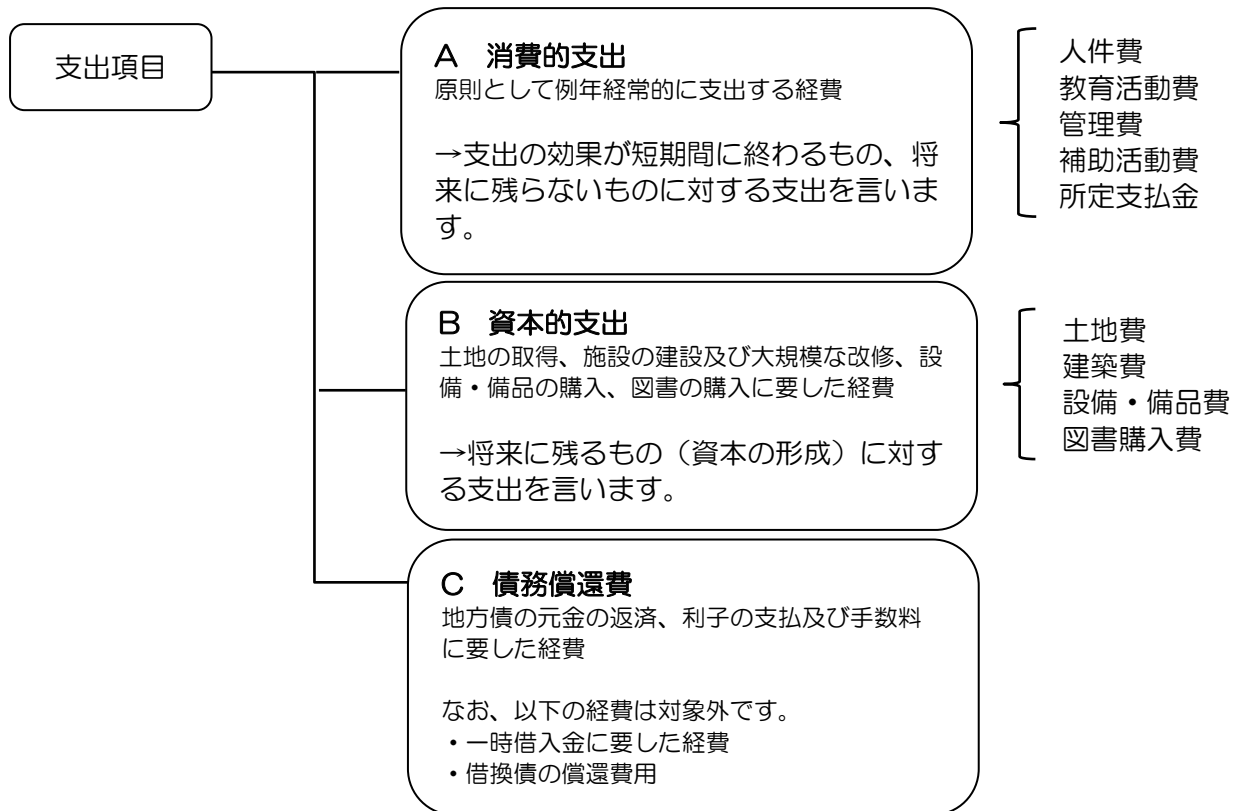 支出項目
A 消費的支出
原則として例年経常的に支出する経費
→支出の効果が短期間に終わるもの、将
来に残らないものに対する支出を言いま
す。
人件費
教育活動費
管理費
補助活動費
所定支払金
B 資本的支出
土地の取得、施設の建設及び大規模な改修、設
備・備品の購入、図書の購入に要した経費
→将来に残るもの（資本の形成）に対す
る支出を言います。
土地費
建築費
設備・備品費
図書購入費
C 債務償還費
地方債の元金の返済、利子の支払及び手数料
に要した経費
なお、以下の経費は対象外です。
・一時借入金に要した経費
・借換債の償還費用